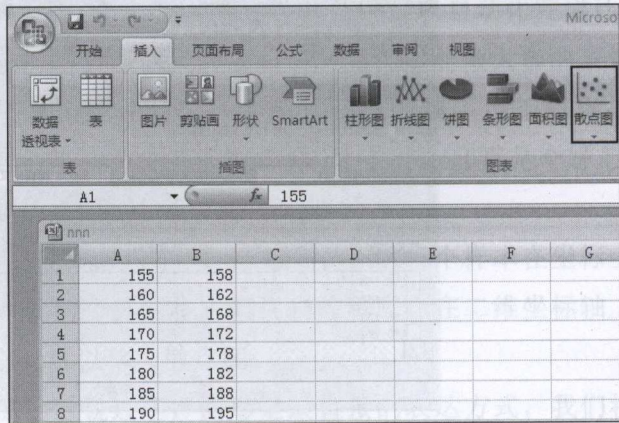 Microso
开始 插入 页面布局 公式 数据 审阅 视图
数据透视表 表 图片 剪贴画 形状 SmartArt 柱形图 折线图 饼图 条形图 面积图 散点图
表 插图 图表
A1 fx 155
nnn
A B C D E F G
1 155 158
2 160 162
3 165 168
4 170 172
5 175 178
6 180 182
7 185 188
8 190 195